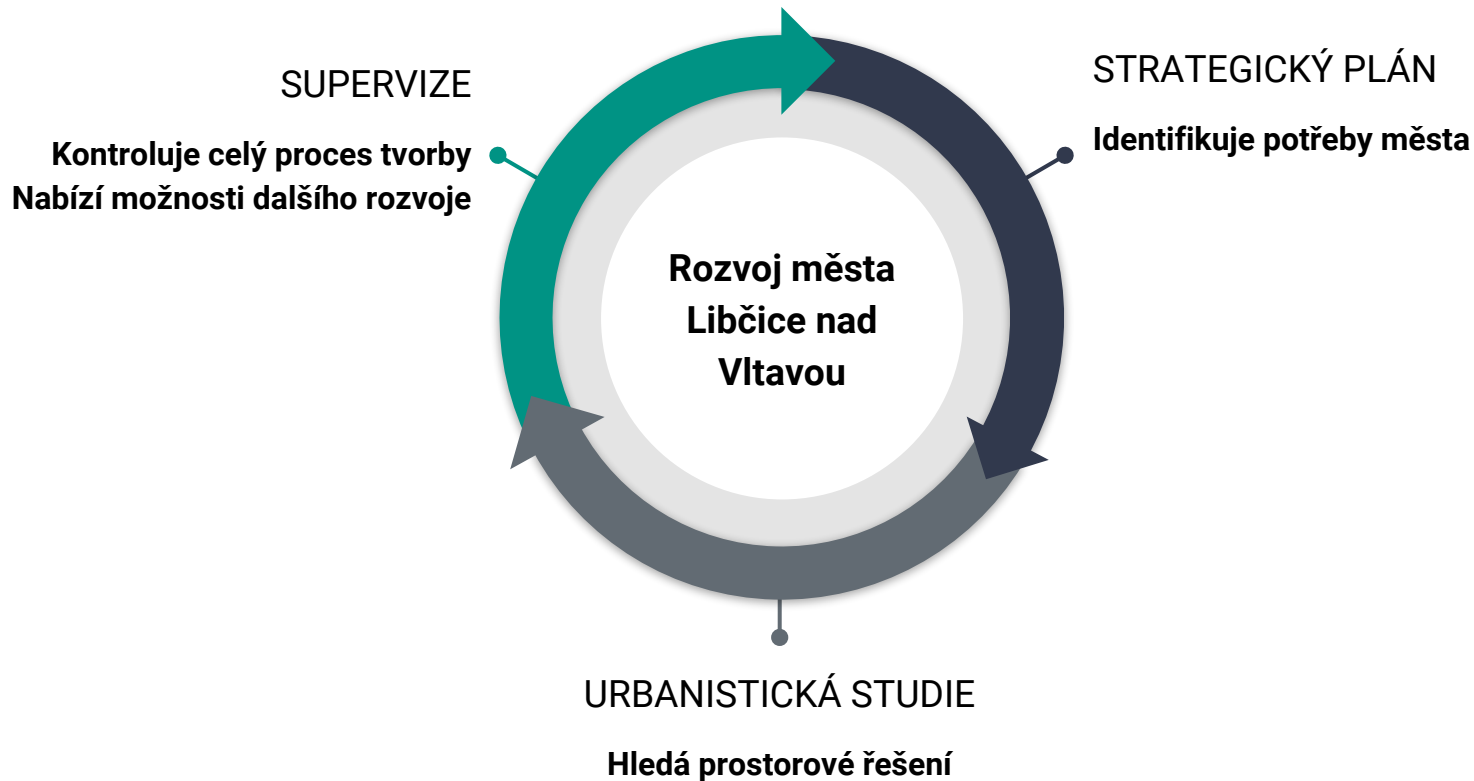 SUPERVIZE
Kontroluje celý proces tvorby
Nabízí možnosti dalšího rozvoje
STRATEGICKÝ PLÁN
Identifikuje potřeby města
Rozvoj města
Libčice nad
Vltavou
URBANISTICKÁ STUDIE
Hledá prostorové řešení